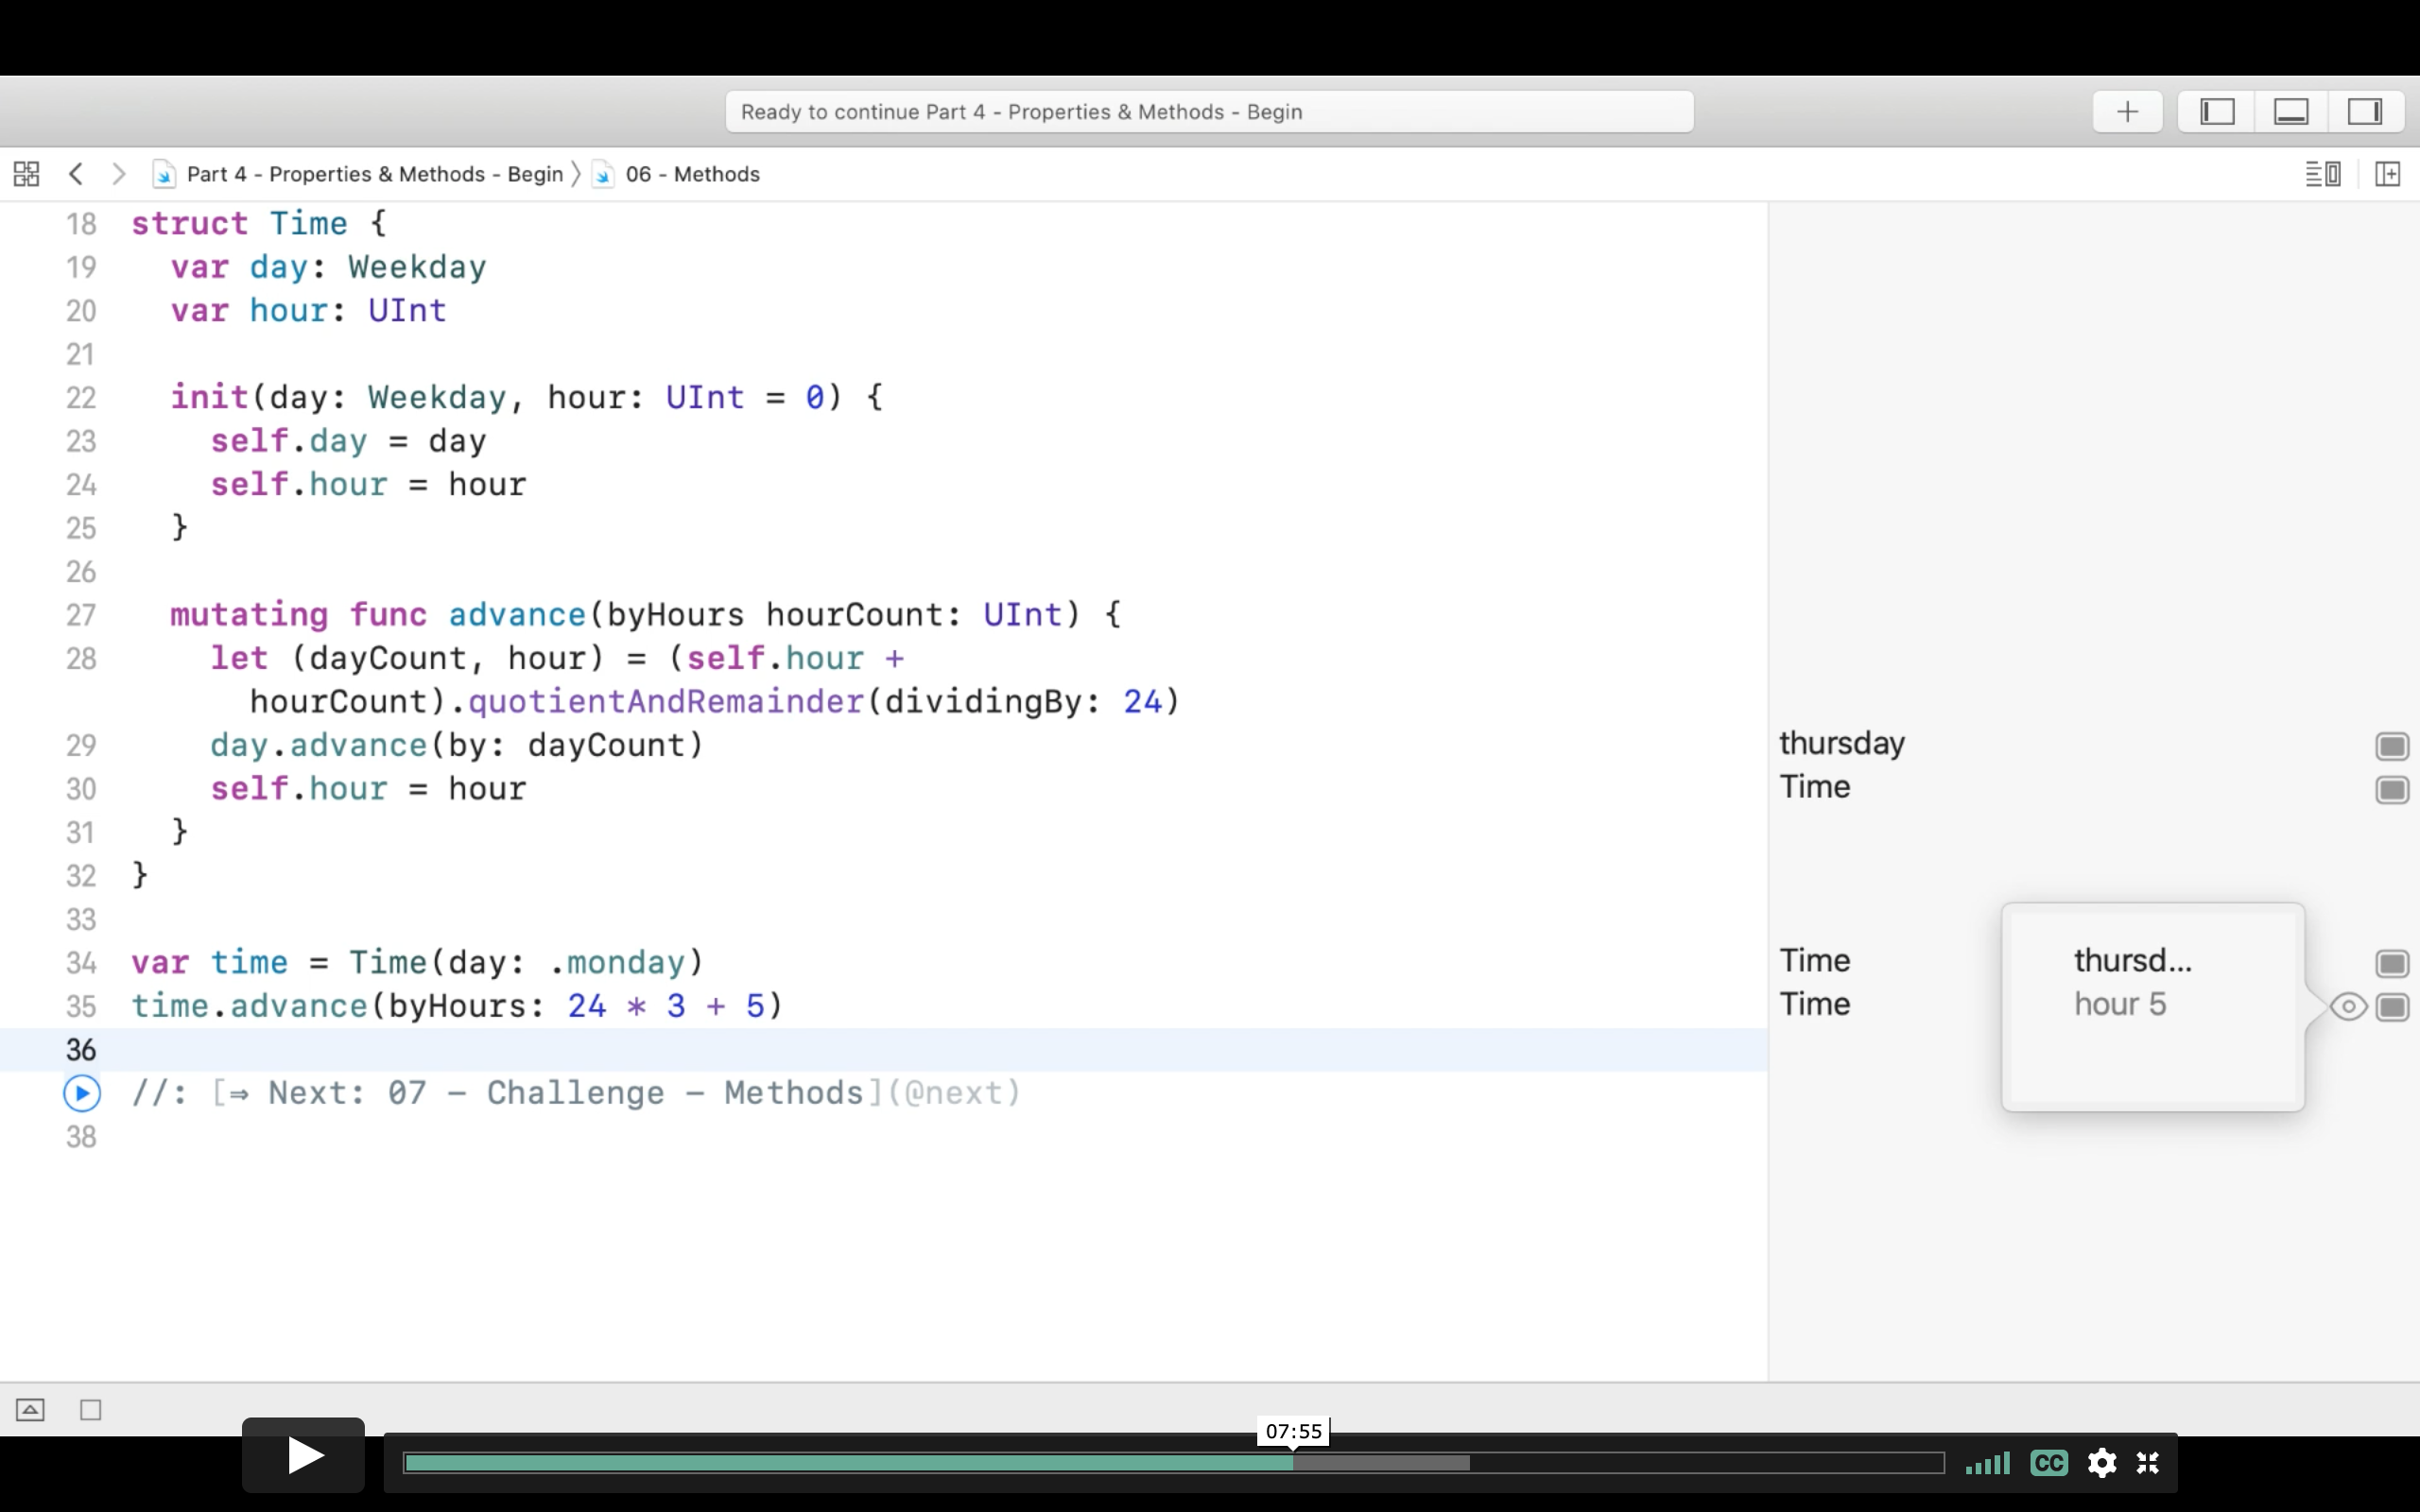 Ready to continue Part 4 - Properties & Methods - Begin
Part 4 - Properties & Methods - Begin 〉 06 - Methods
18 struct Time {
19   var day: Weekday
20   var hour: UInt
21
22   init(day: Weekday, hour: UInt = 0) {
23     self.day = day
24     self.hour = hour
25   }
26
27   mutating func advance(byHours hourCount: UInt) {
28     let (dayCount, hour) = (self.hour +
       hourCount).quotientAndRemainder(dividingBy: 24)
29     day.advance(by: dayCount) thursday
30     self.hour = hour Time
31   }
32 }
33
34 var time = Time(day: .monday) Time thursd...
35 time.advance(byHours: 24 * 3 + 5) Time hour 5
36
//: [⇒ Next: 07 – Challenge – Methods](@next)
38
07:55
CC